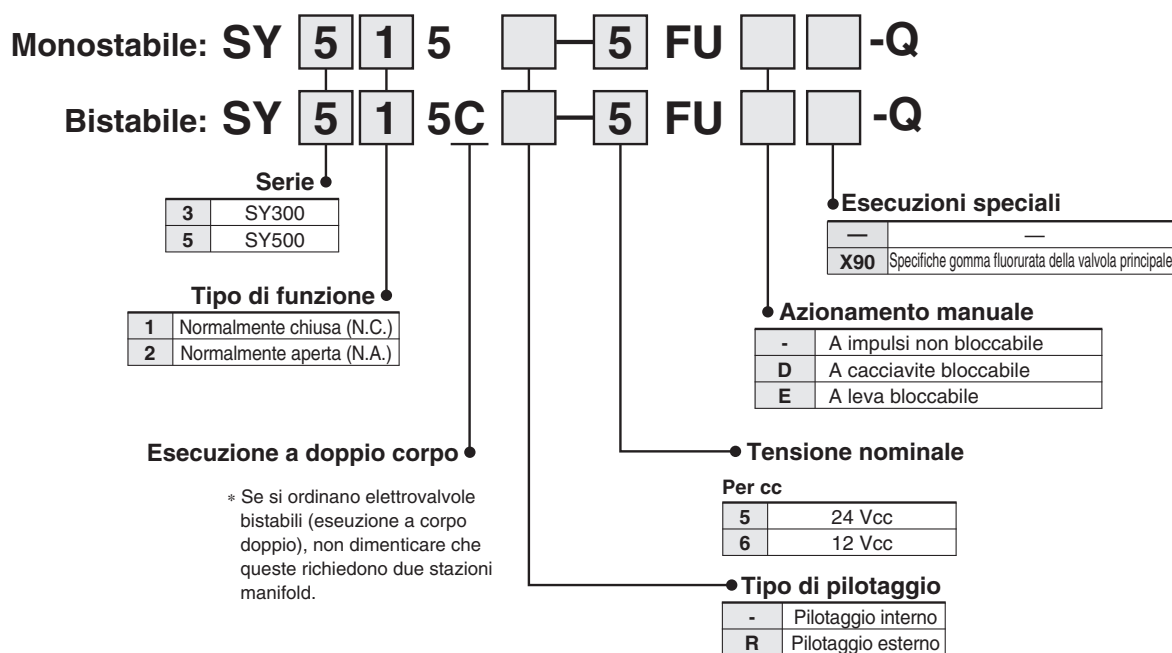 Monostabile: SY 5 1 5 — 5 FU -Q
Bistabile: SY 5 1 5C — 5 FU -Q
Serie
3 SY300
5 SY500
Esecuzioni speciali
— —
X90 Specifiche gomma fluorurata della valvola principale
Tipo di funzione
1 Normalmente chiusa (N.C.)
2 Normalmente aperta (N.A.)
Azionamento manuale
- A impulsi non bloccabile
D A cacciavite bloccabile
E A leva bloccabile
Esecuzione a doppio corpo
∗ Se si ordinano elettrovalvole
bistabili (eseuzione a corpo
doppio), non dimenticare che
queste richiedono due stazioni
manifold.
Tensione nominale
Per cc
5 24 Vcc
6 12 Vcc
Tipo di pilotaggio
- Pilotaggio interno
R Pilotaggio esterno